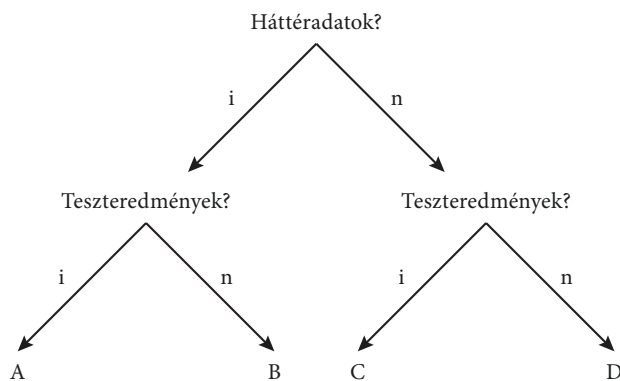 Háttéradatok?
i n
Teszteredmények? Teszteredmények?
i n i n
A B C D